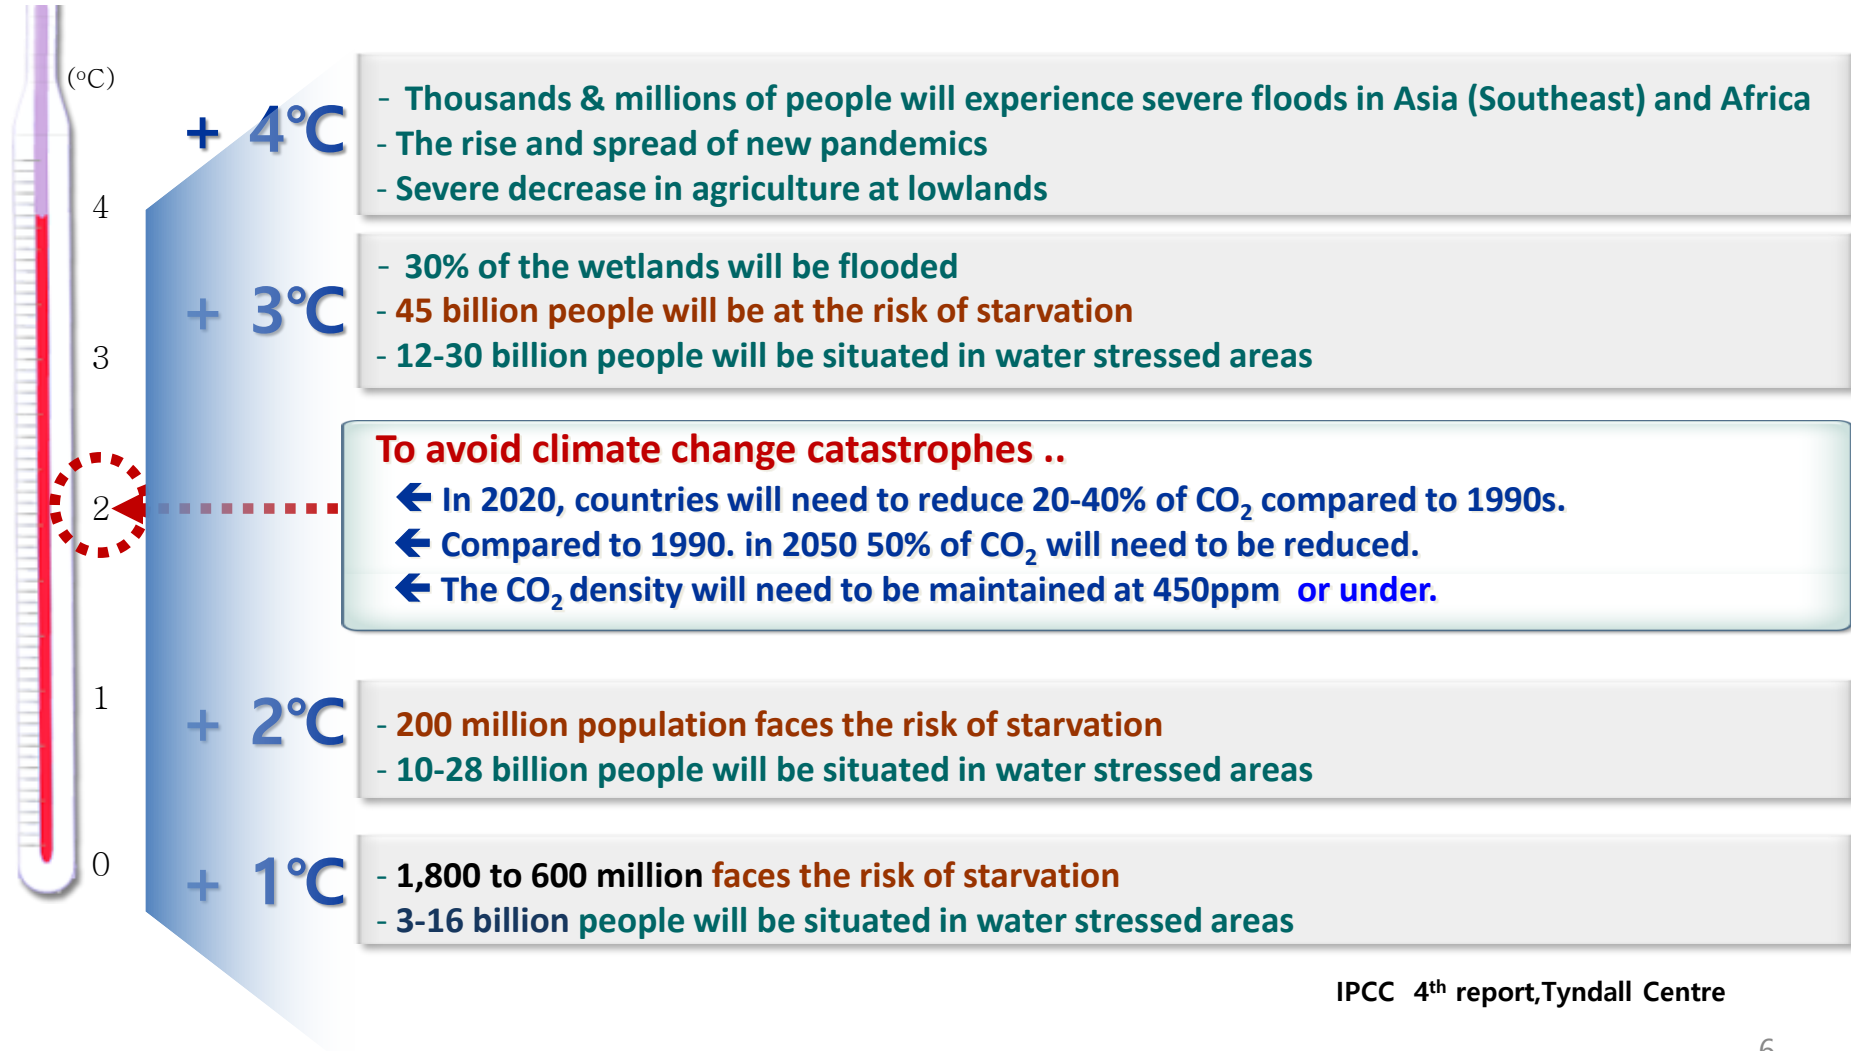 (°C)
+ 4℃
- Thousands & millions of people will experience severe floods in Asia (Southeast) and Africa
- The rise and spread of new pandemics
- Severe decrease in agriculture at lowlands
4
+ 3℃
- 30% of the wetlands will be flooded
- 45 billion people will be at the risk of starvation
- 12-30 billion people will be situated in water stressed areas
3
To avoid climate change catastrophes ..
← In 2020, countries will need to reduce 20-40% of CO₂ compared to 1990s.
← Compared to 1990. in 2050 50% of CO₂ will need to be reduced.
← The CO₂ density will need to be maintained at 450ppm or under.
2
1
+ 2℃
- 200 million population faces the risk of starvation
- 10-28 billion people will be situated in water stressed areas
0
+ 1℃
- 1,800 to 600 million faces the risk of starvation
- 3-16 billion people will be situated in water stressed areas
IPCC 4th report,Tyndall Centre
6